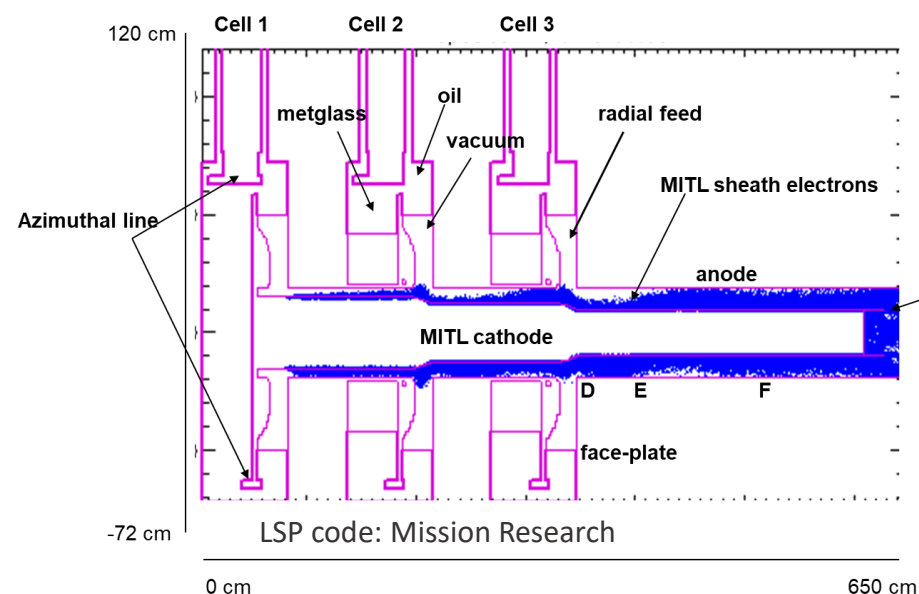 Cell 1
Cell 2
Cell 3
120 cm
oil
metglass
radial feed
vacuum
MITL sheath electrons
Azimuthal line
anode
MITL cathode
D
E
F
face-plate
-72 cm
LSP code: Mission Research
0 cm
650 cm